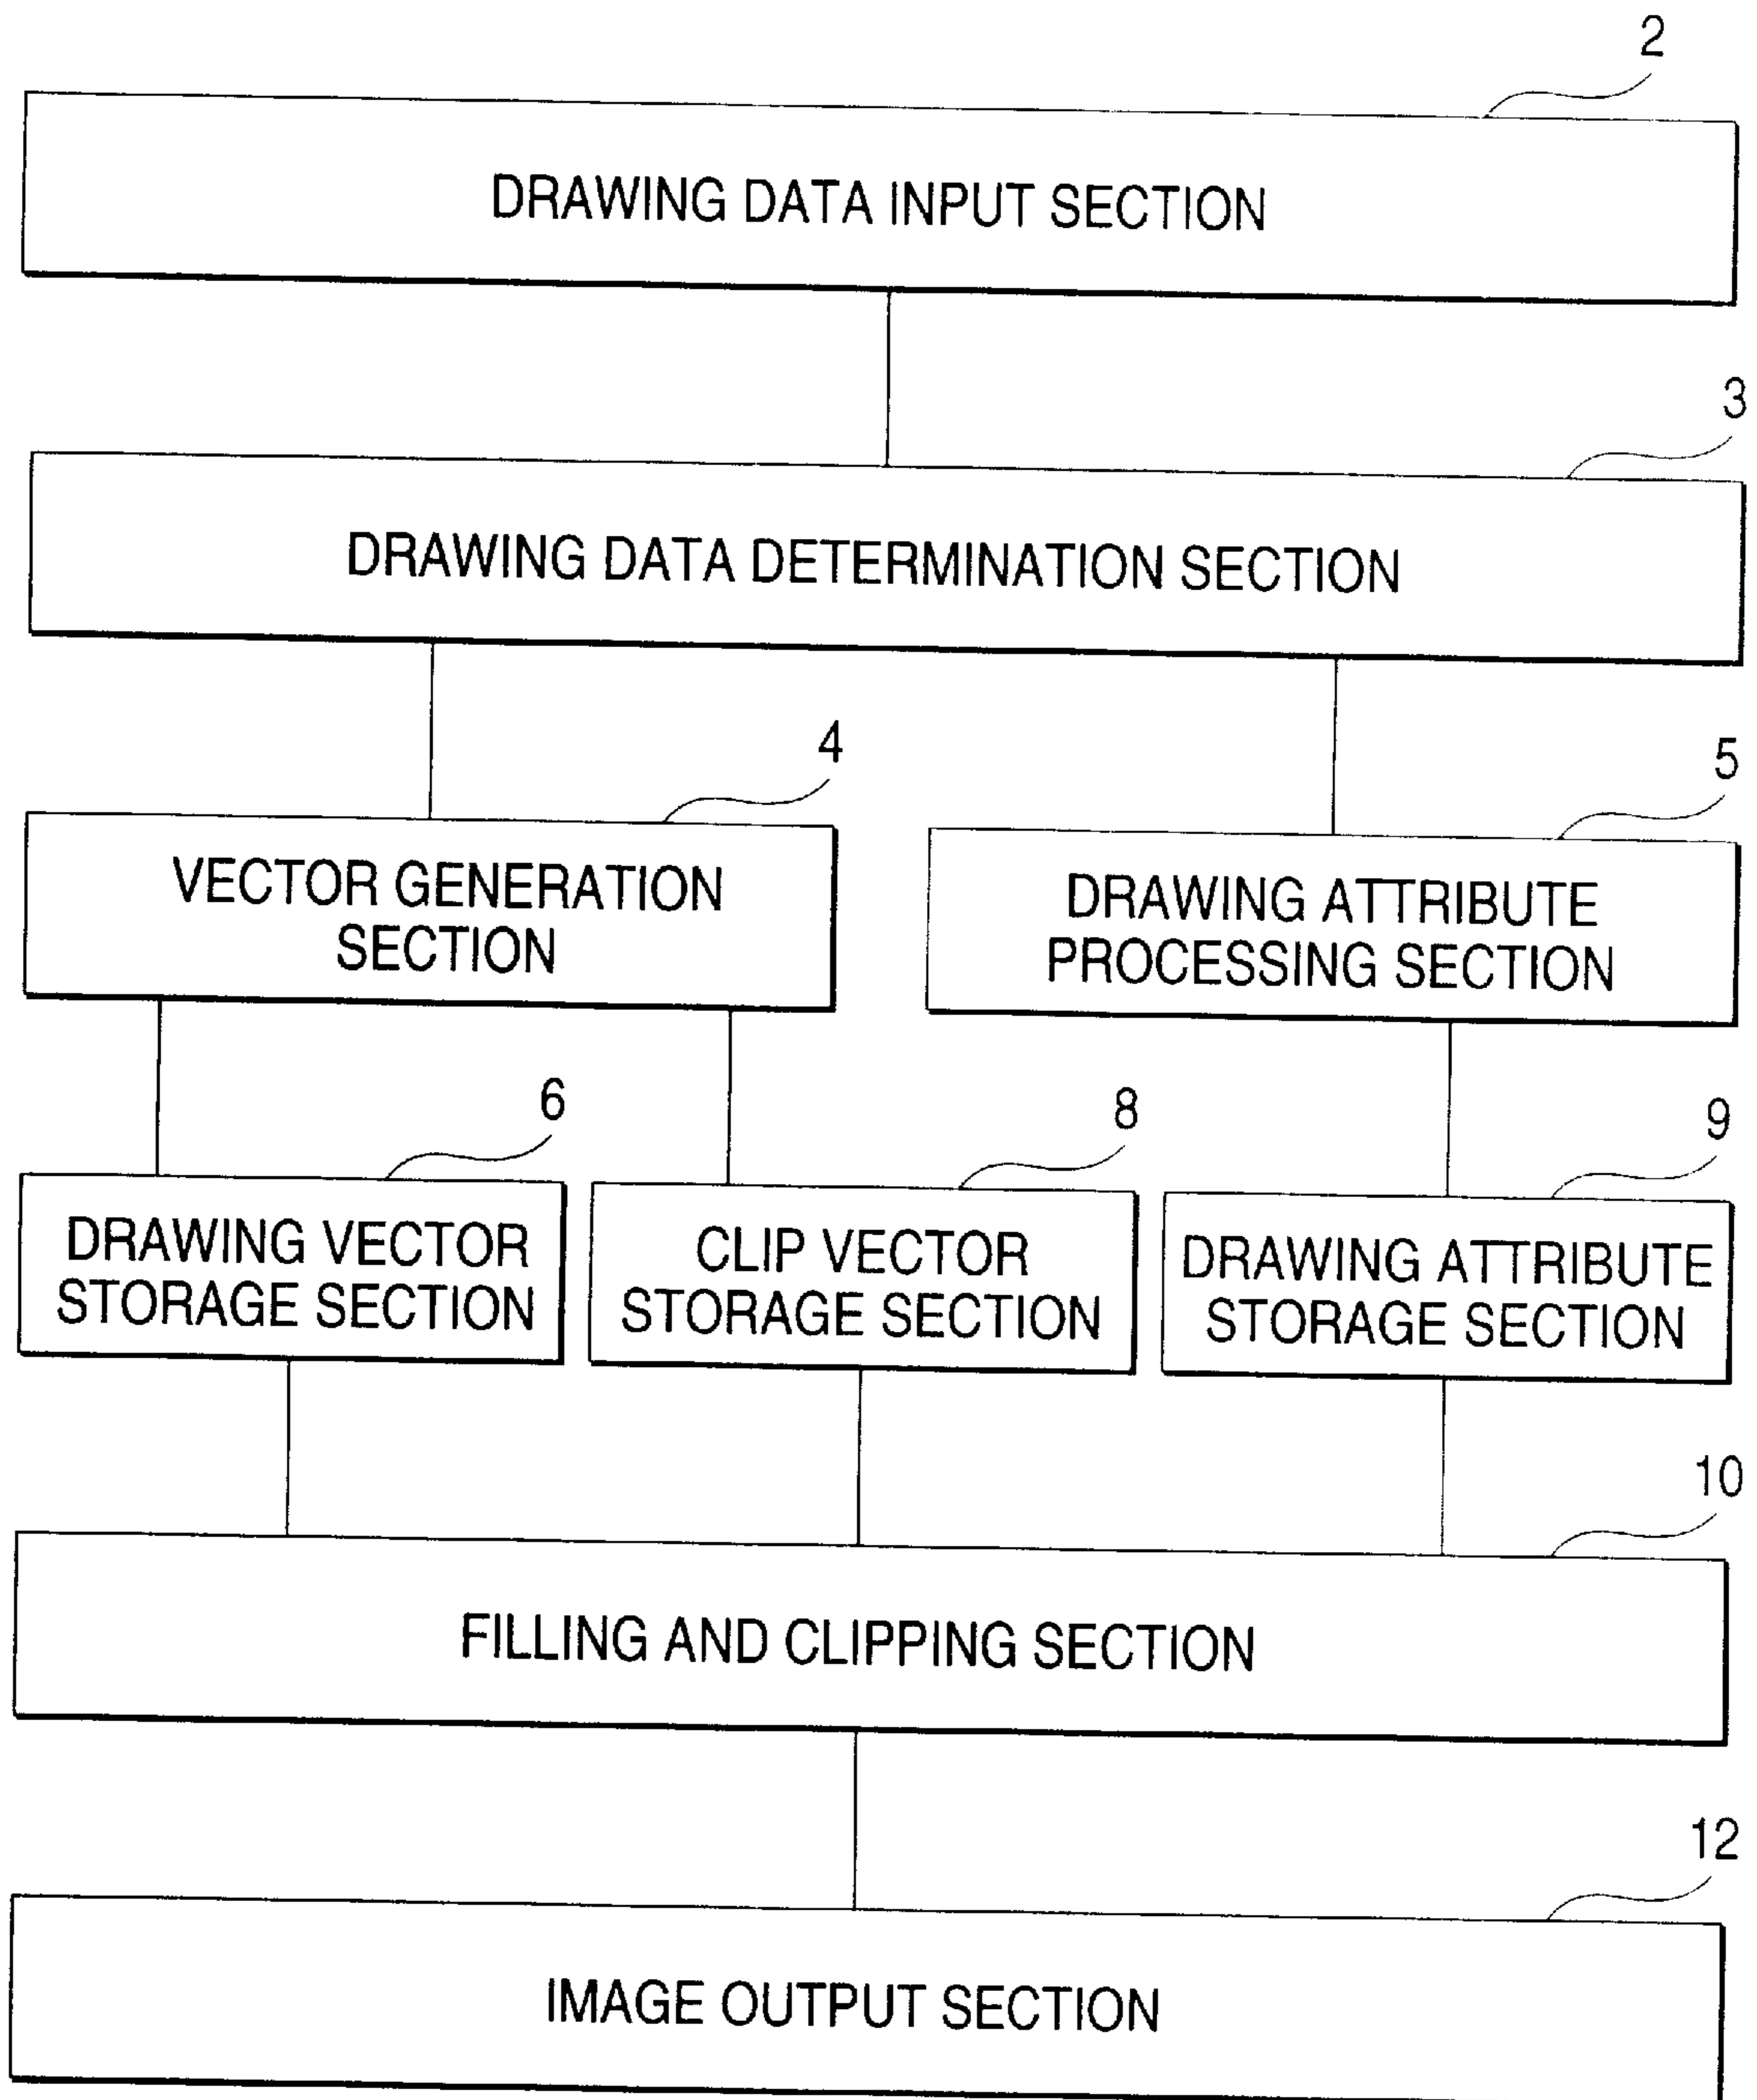 2
DRAWING DATA INPUT SECTION
3
DRAWING DATA DETERMINATION SECTION
4
VECTOR GENERATION
SECTION
5
DRAWING ATTRIBUTE
PROCESSING SECTION
6
DRAWING VECTOR
STORAGE SECTION
8
CLIP VECTOR
STORAGE SECTION
9
DRAWING ATTRIBUTE
STORAGE SECTION
10
FILLING AND CLIPPING SECTION
12
IMAGE OUTPUT SECTION